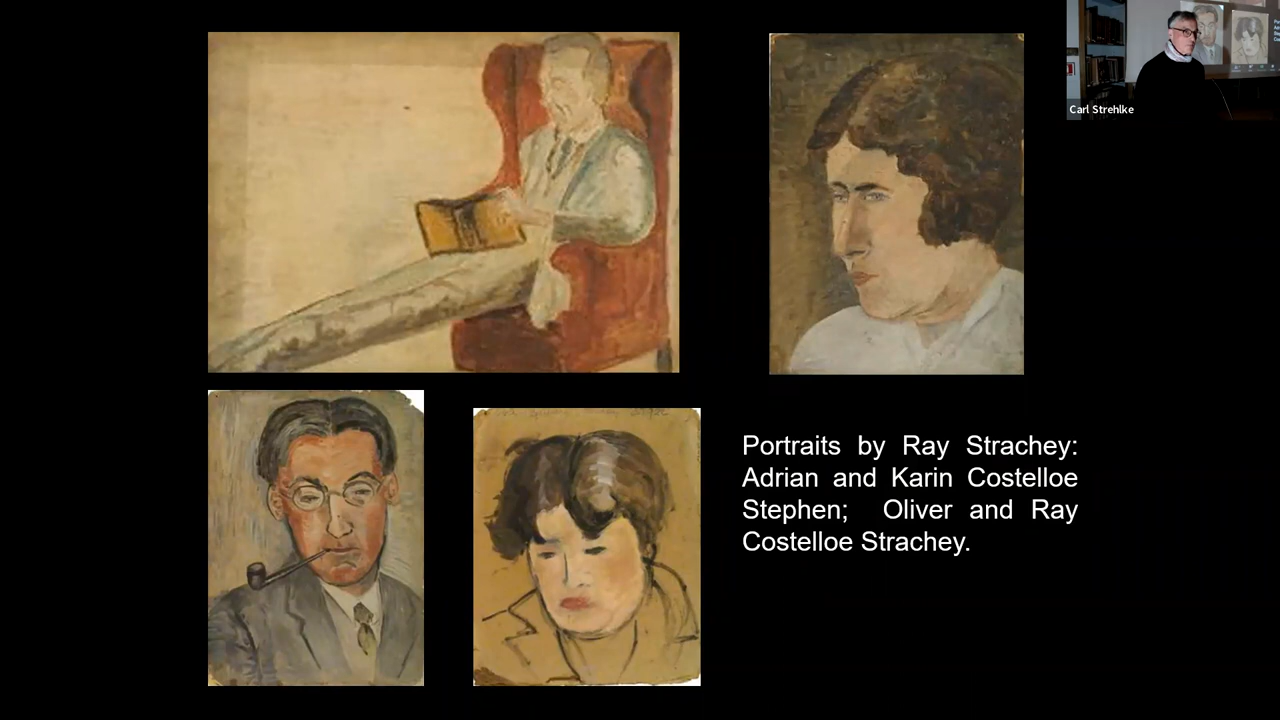 Carl Strehlke
Portraits by Ray Strachey:
Adrian and Karin Costelloe
Stephen; Oliver and Ray
Costelloe Strachey.